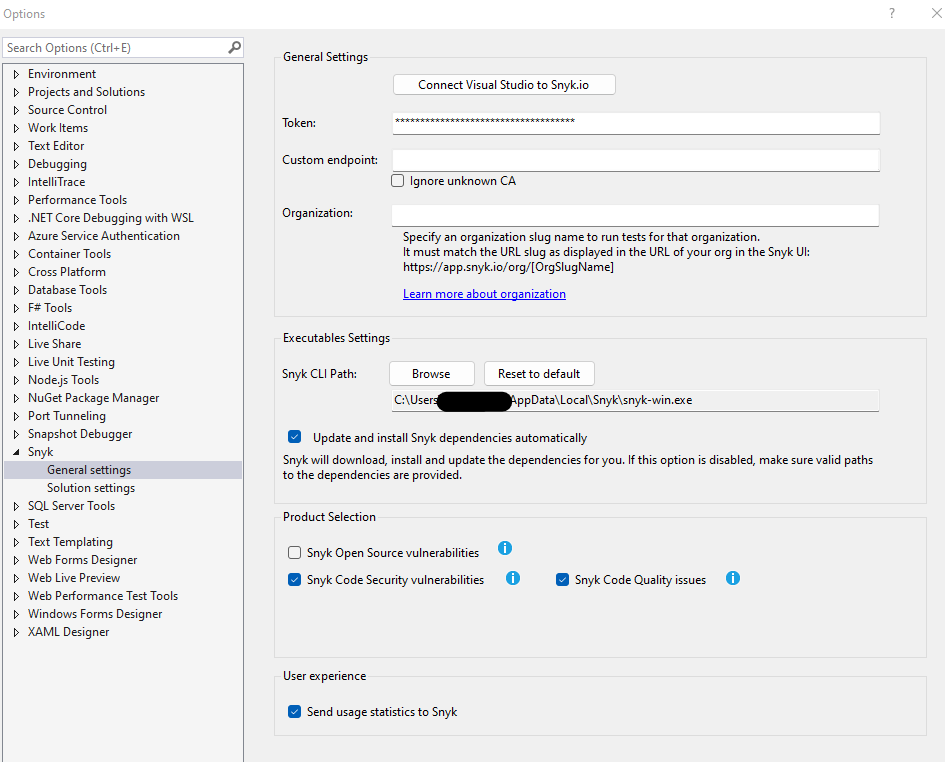 Options
?
Search Options (Ctrl+E)
Environment
Projects and Solutions
Source Control
Work Items
Text Editor
Debugging
IntelliTrace
Performance Tools
.NET Core Debugging with WSL
Azure Service Authentication
Container Tools
Cross Platform
Database Tools
F# Tools
IntelliCode
Live Share
Live Unit Testing
Node.js Tools
NuGet Package Manager
Port Tunneling
Snapshot Debugger
Snyk
General settings
Solution settings
SQL Server Tools
Test
Text Templating
Web Forms Designer
Web Live Preview
Web Performance Test Tools
Windows Forms Designer
XAML Designer
General Settings
Connect Visual Studio to Snyk.io
Token: ************************************
Custom endpoint:
Ignore unknown CA
Organization:
Specify an organization slug name to run tests for that organization.
It must match the URL slug as displayed in the URL of your org in the Snyk UI:
https://app.snyk.io/org/[OrgSlugName]
Learn more about organization
Executables Settings
Snyk CLI Path: Browse Reset to default
C:\Users AppData\Local\Snyk\snyk-win.exe
Update and install Snyk dependencies automatically
Snyk will download, install and update the dependencies for you. If this option is disabled, make sure valid paths
to the dependencies are provided.
Product Selection
Snyk Open Source vulnerabilities
Snyk Code Security vulnerabilities Snyk Code Quality issues
User experience
Send usage statistics to Snyk